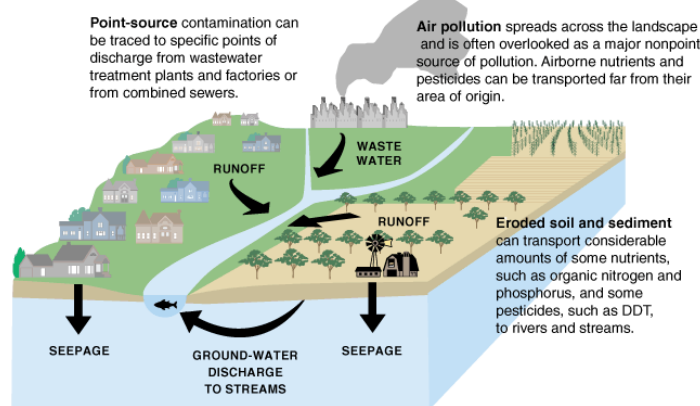 Point-source contamination can
be traced to specific points of
discharge from wastewater
treatment plants and factories or
from combined sewers.
Air pollution spreads across the landscape
and is often overlooked as a major nonpoint
source of pollution. Airborne nutrients and
pesticides can be transported far from their
area of origin.
WASTE
WATER
RUNOFF
RUNOFF
Eroded soil and sediment
can transport considerable
amounts of some nutrients,
such as organic nitrogen and
phosphorus, and some
pesticides, such as DDT,
to rivers and streams.
SEEPAGE
GROUND-WATER
DISCHARGE
TO STREAMS
SEEPAGE